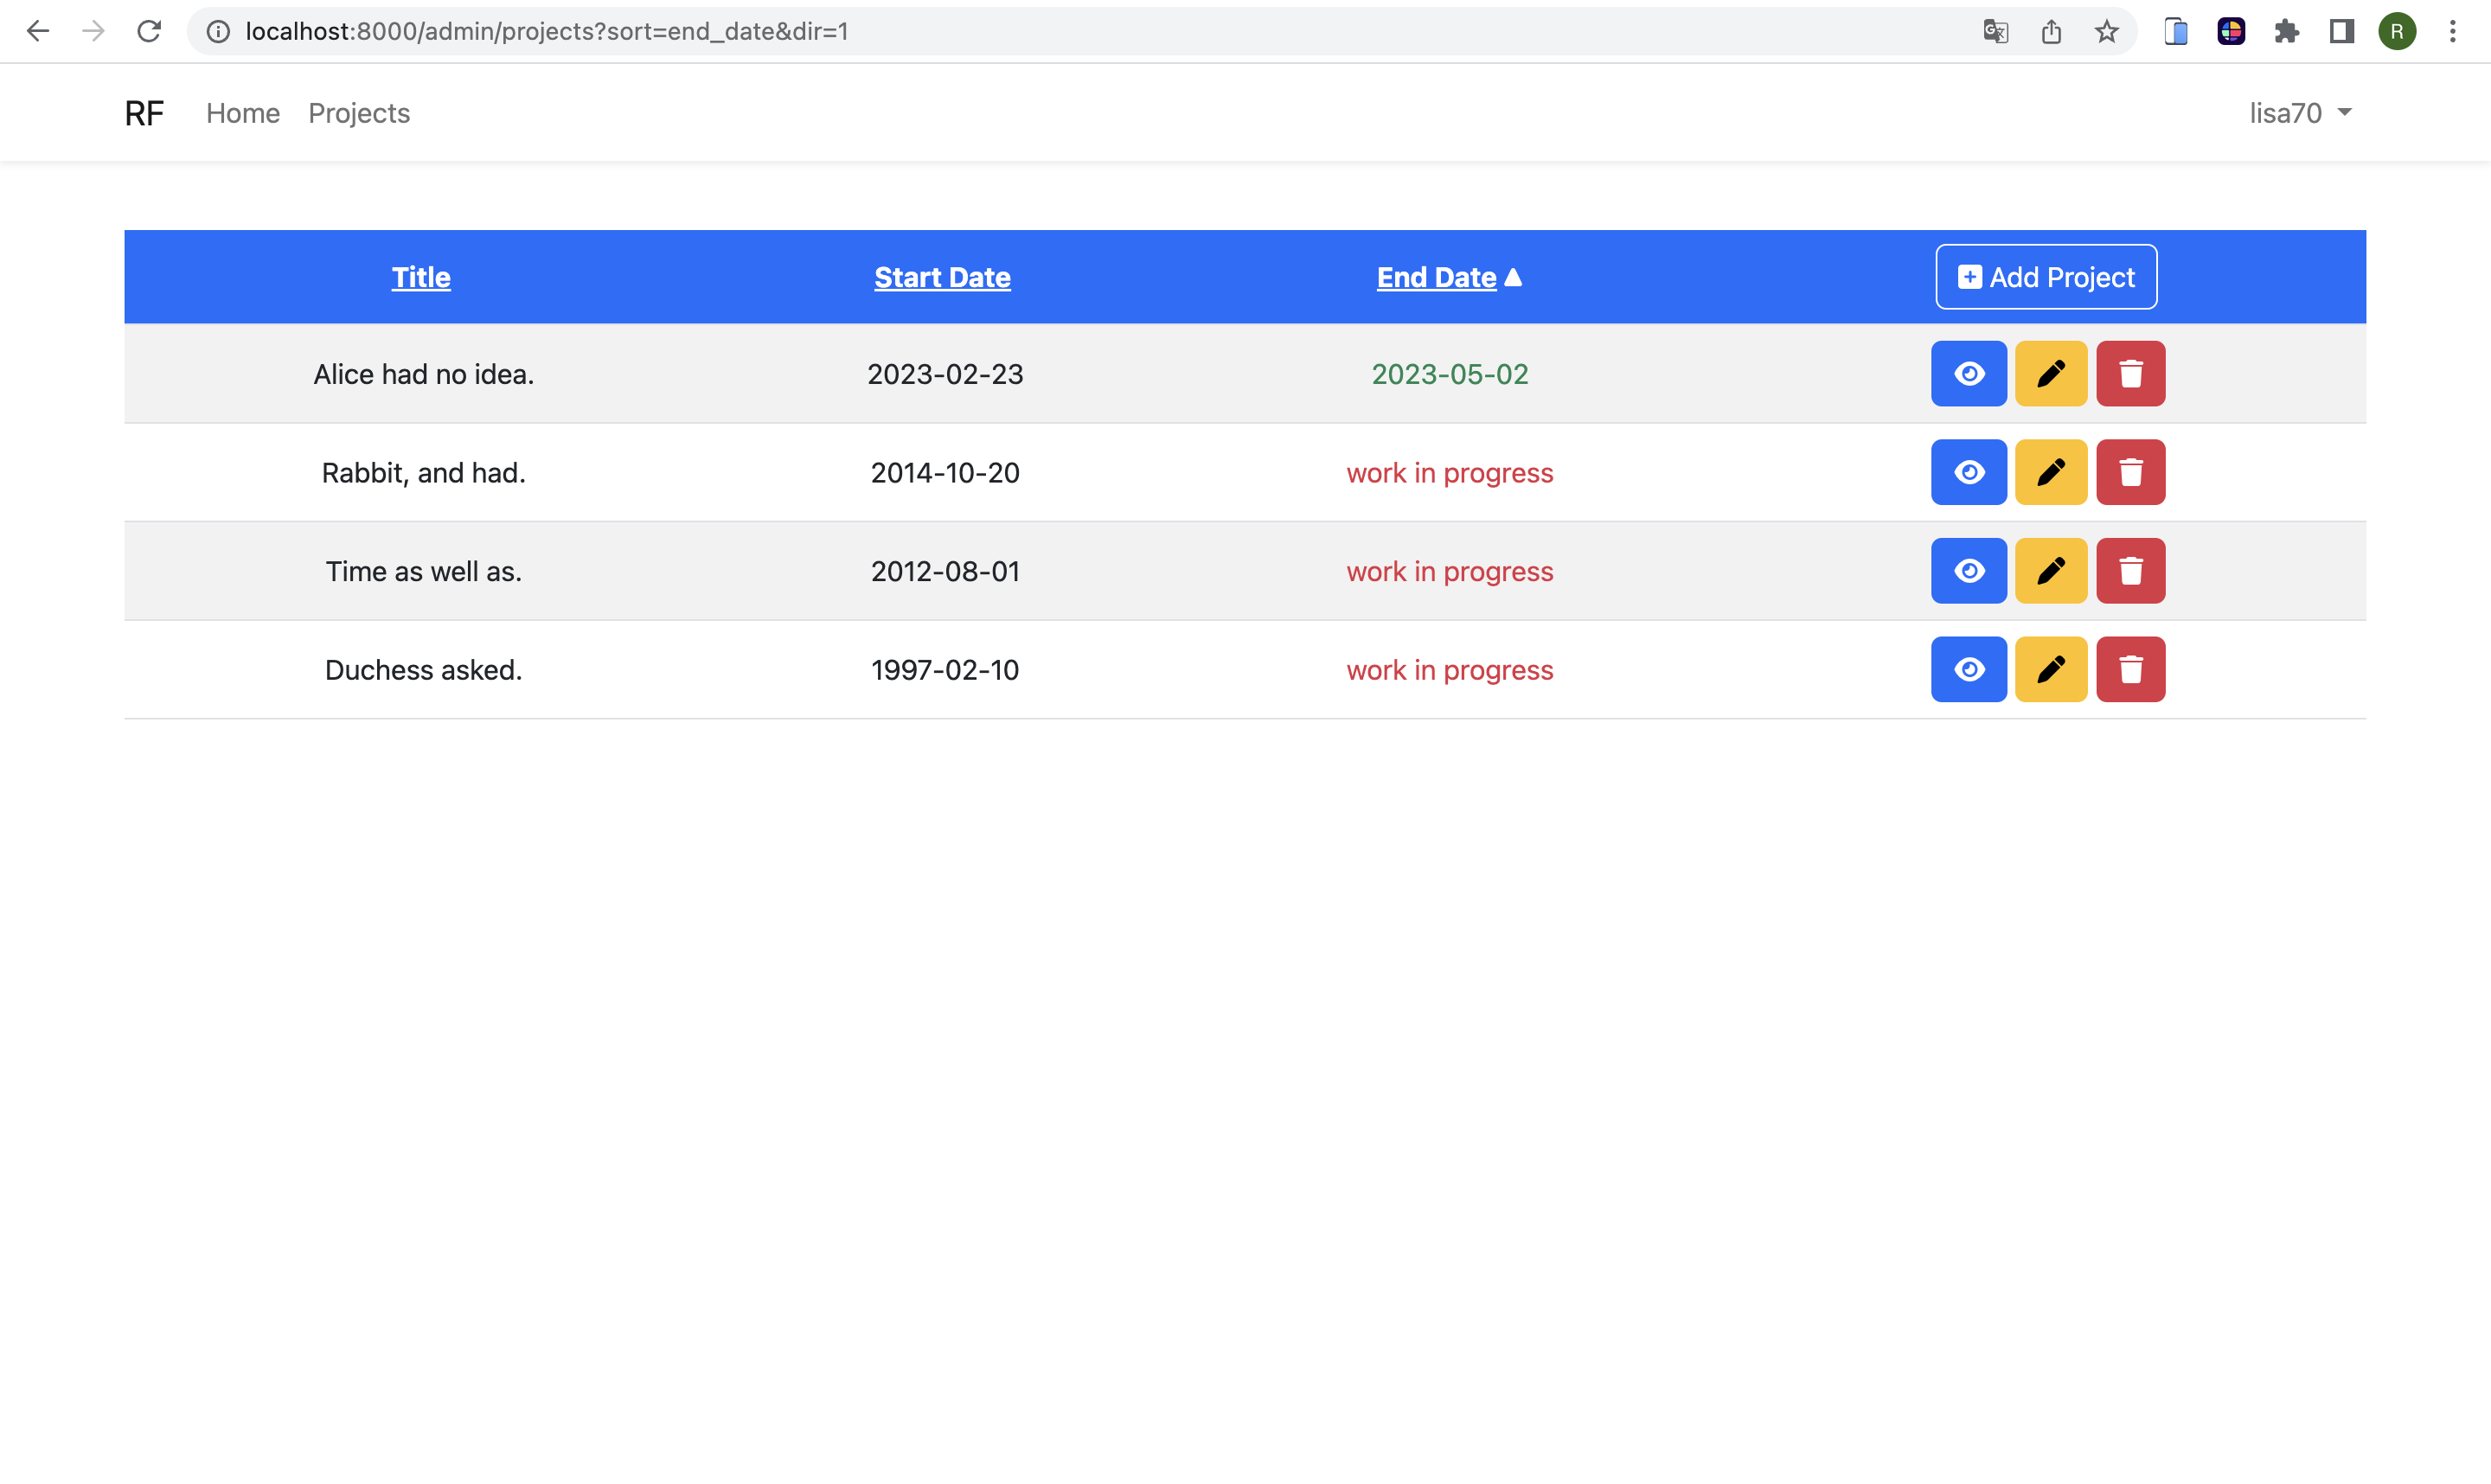 localhost:8000/admin/projects?sort=end_date&dir=1
R
RF Home Projects lisa70
Title Start Date End Date Add Project
Alice had no idea. 2023-02-23 2023-05-02
Rabbit, and had. 2014-10-20 work in progress
Time as well as. 2012-08-01 work in progress
Duchess asked. 1997-02-10 work in progress